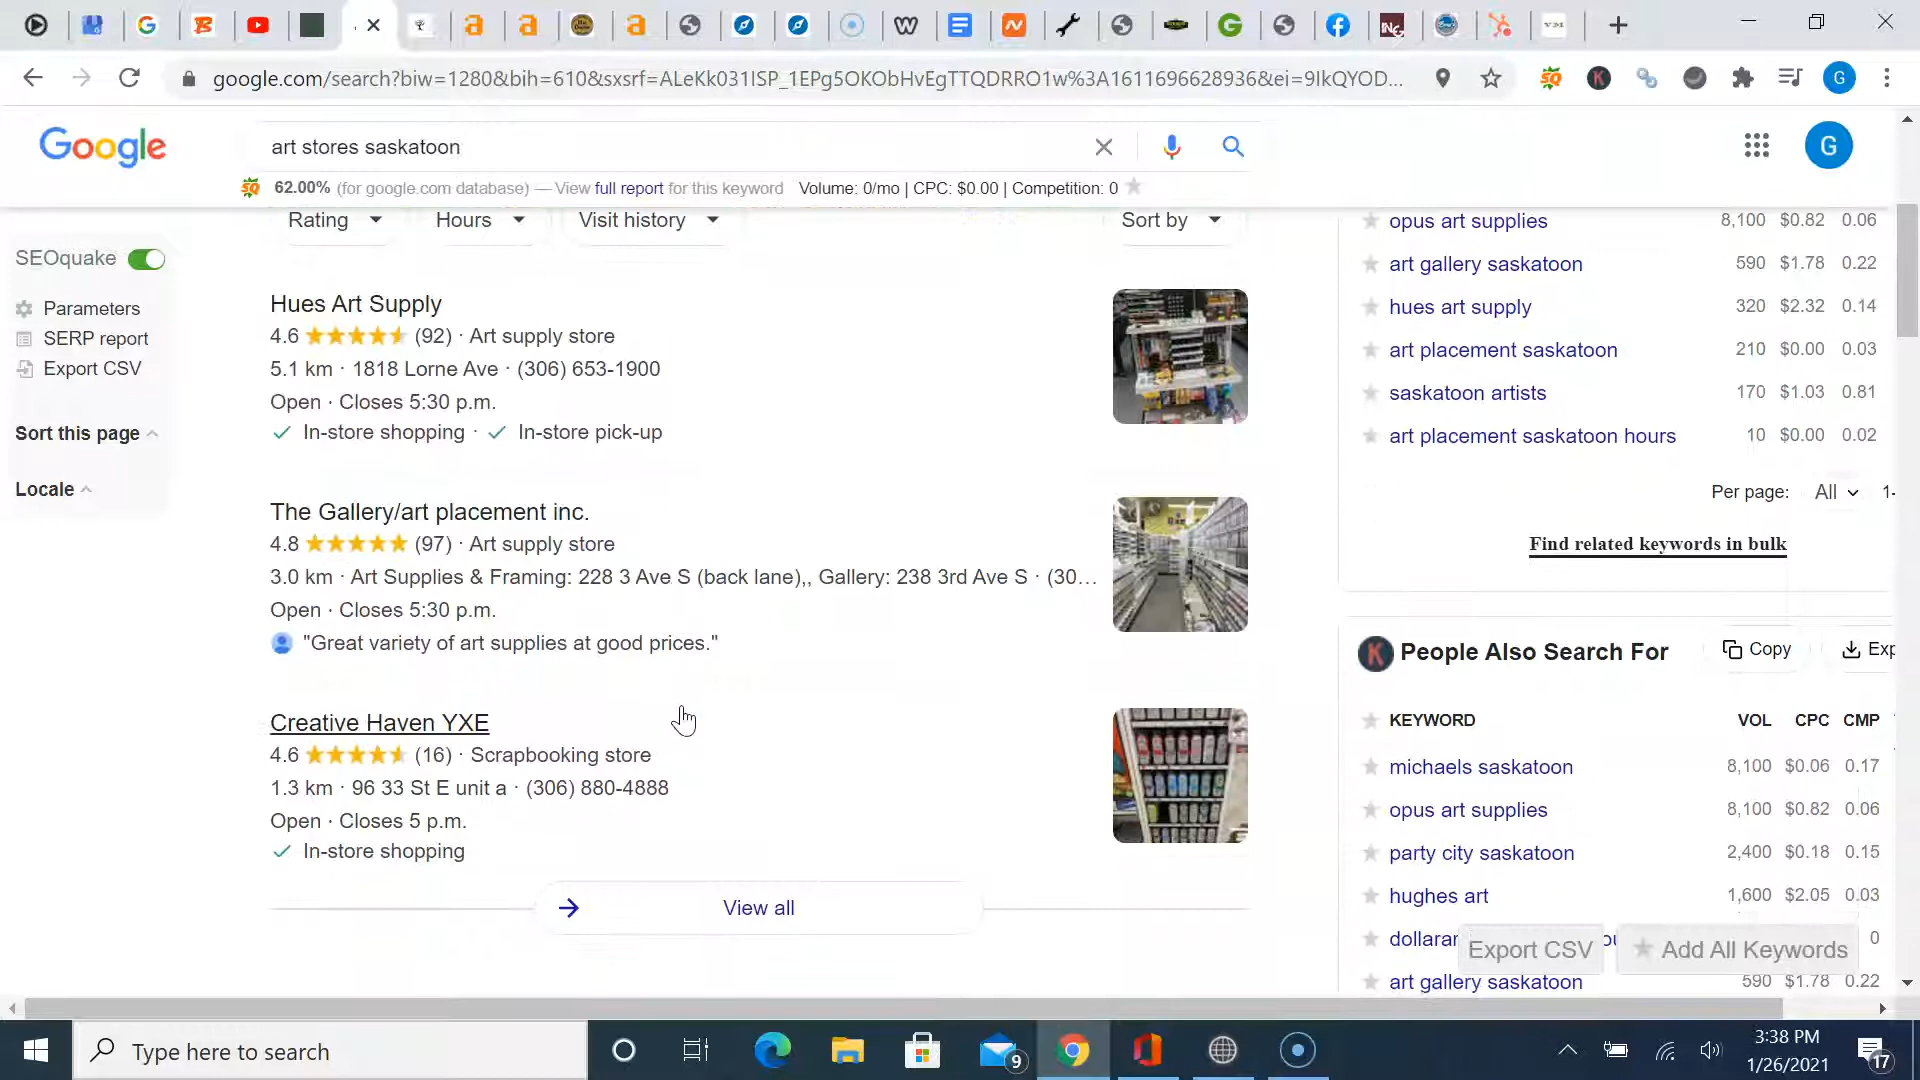 google.com/search?biw=1280&bih=610&sxsrf=ALeKk031ISP_1EPg5OKObHvEgTTQDRRO1w%3A1611696628936&ei=9IkQYOD...
Google
art stores saskatoon
G
62.00% (for google.com database) — View full report for this keyword Volume: 0/mo | CPC: $0.00 | Competition: 0
Rating
Hours
Visit history
Sort by
SEOquake
Parameters
SERP report
Export CSV
Sort this page
Locale
Hues Art Supply
4.6 (92) · Art supply store
5.1 km · 1818 Lorne Ave · (306) 653-1900
Open · Closes 5:30 p.m.
In-store shopping · In-store pick-up
The Gallery/art placement inc.
4.8 (97) · Art supply store
3.0 km · Art Supplies & Framing: 228 3 Ave S (back lane),, Gallery: 238 3rd Ave S · (30...
Open · Closes 5:30 p.m.
"Great variety of art supplies at good prices."
Creative Haven YXE
4.6 (16) · Scrapbooking store
1.3 km · 96 33 St E unit a · (306) 880-4888
Open · Closes 5 p.m.
In-store shopping
View all
opus art supplies 8,100 $0.82 0.06
art gallery saskatoon 590 $1.78 0.22
hues art supply 320 $2.32 0.14
art placement saskatoon 210 $0.00 0.03
saskatoon artists 170 $1.03 0.81
art placement saskatoon hours 10 $0.00 0.02
Per page: All 1-
Find related keywords in bulk
K People Also Search For Copy Exp
KEYWORD VOL CPC CMP
michaels saskatoon 8,100 $0.06 0.17
opus art supplies 8,100 $0.82 0.06
party city saskatoon 2,400 $0.18 0.15
hughes art 1,600 $2.05 0.03
dollarar 0
Export CSV Add All Keywords
art gallery saskatoon 590 $1.78 0.22
Type here to search
9
3:38 PM
1/26/2021
17